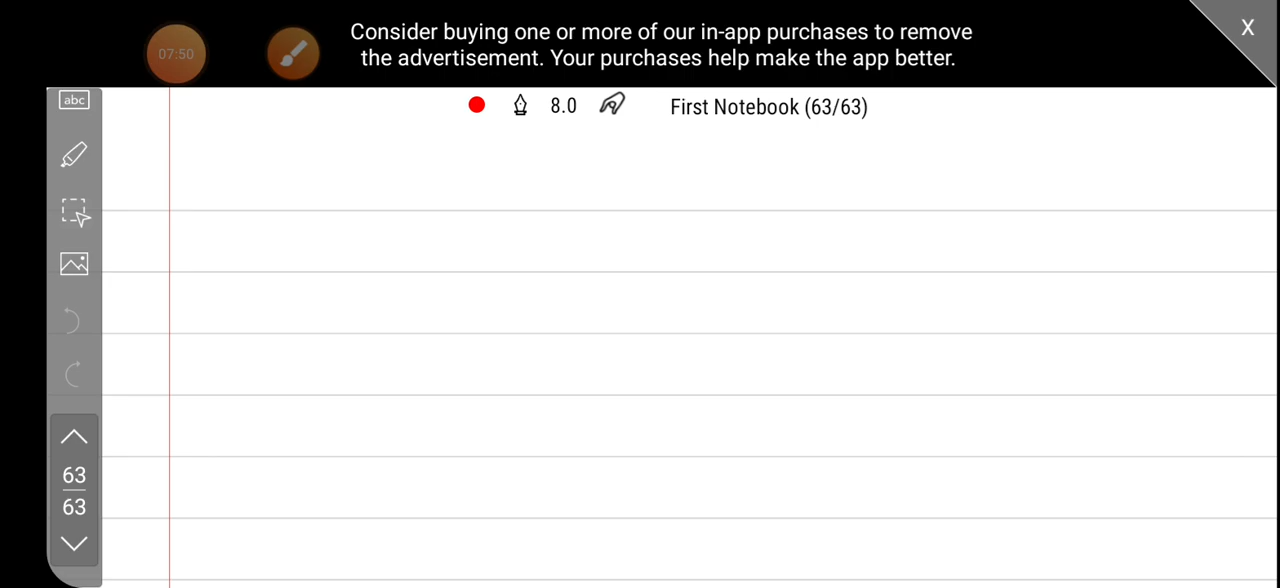 Consider buying one or more of our in-app purchases to remove
the advertisement. Your purchases help make the app better.
X
07:50
abc
8.0
First Notebook (63/63)
63
63